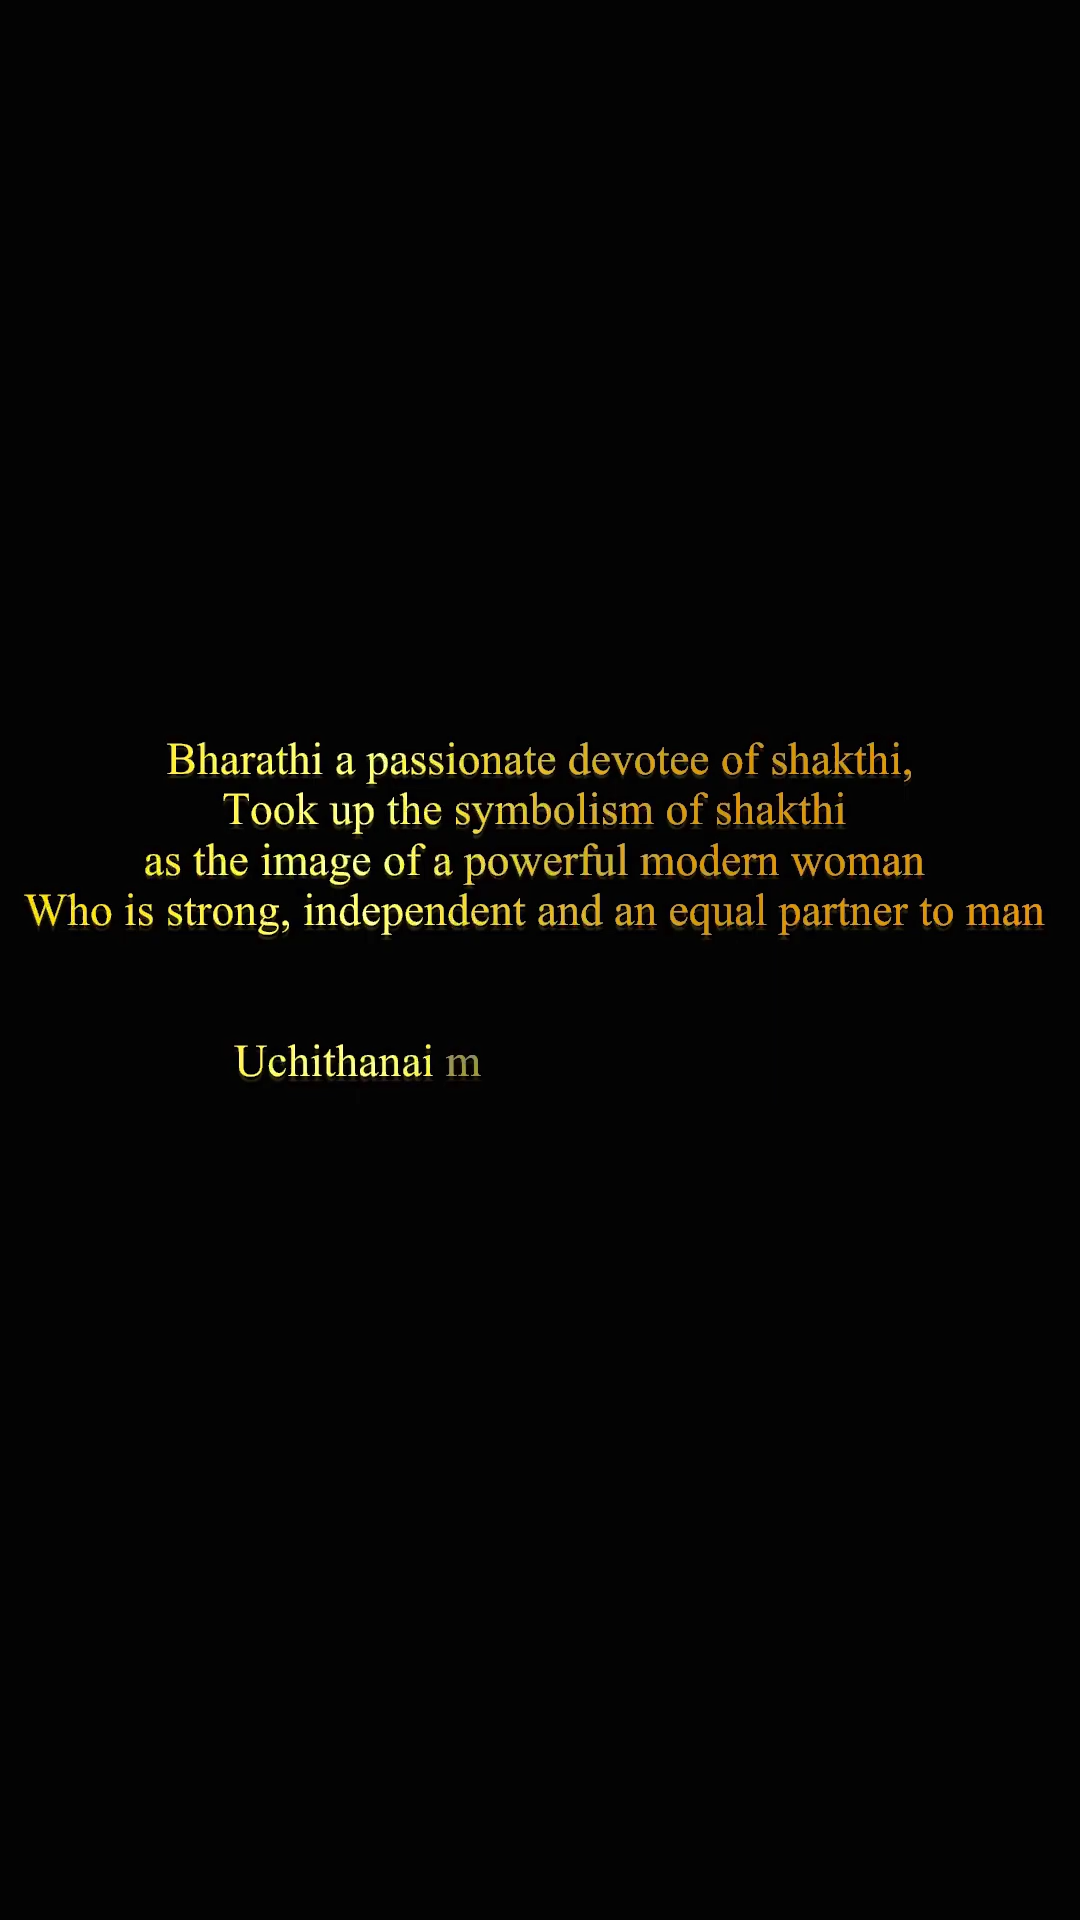 Bharathi a passionate devotee of shakthi,
Took up the symbolism of shakthi
as the image of a powerful modern woman
Who is strong, independent and an equal partner to man
Uchithanai m